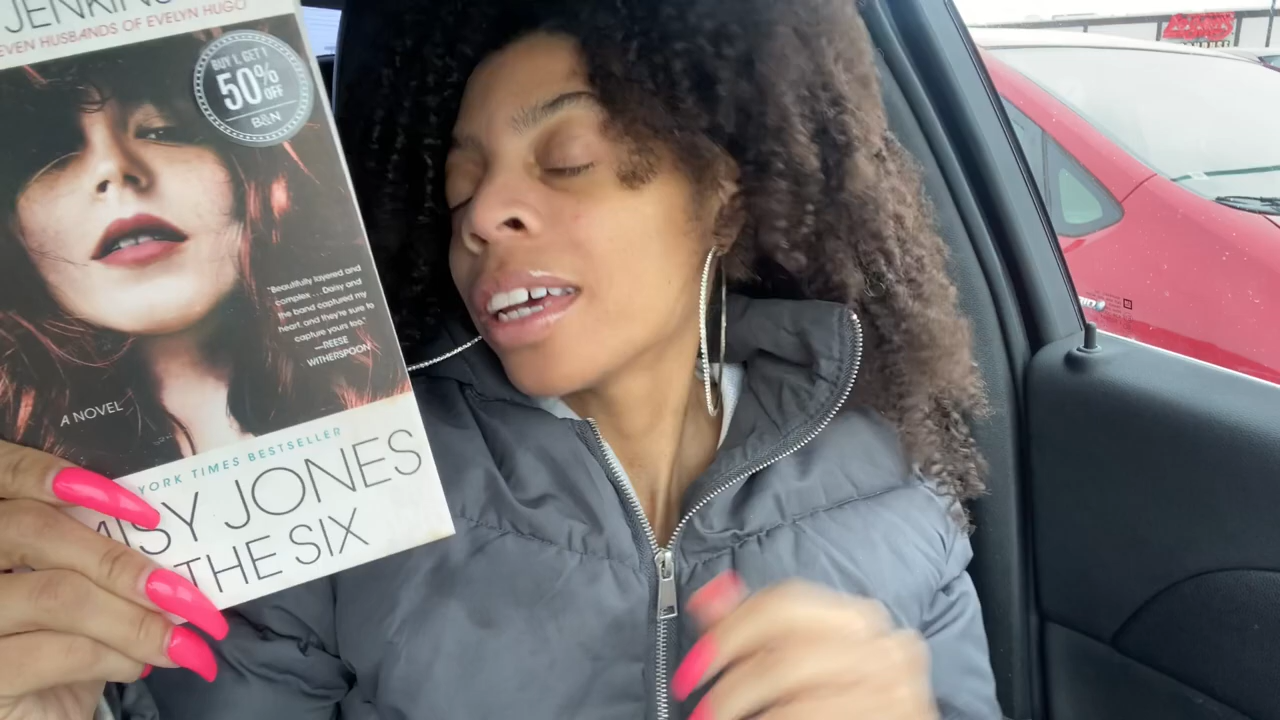 JENKINS
EVEN HUSBANDS OF EVELYN HUGO
BUY 1, GET 1
50%
OFF
B&N
"Beautifully layered and
complex . . . Daisy and
the band captured my
heart, and they're sure to
capture yours too."
—REESE
WITHERSPOON
A NOVEL
YORK TIMES BESTSELLER
AISY JONES
THE SIX